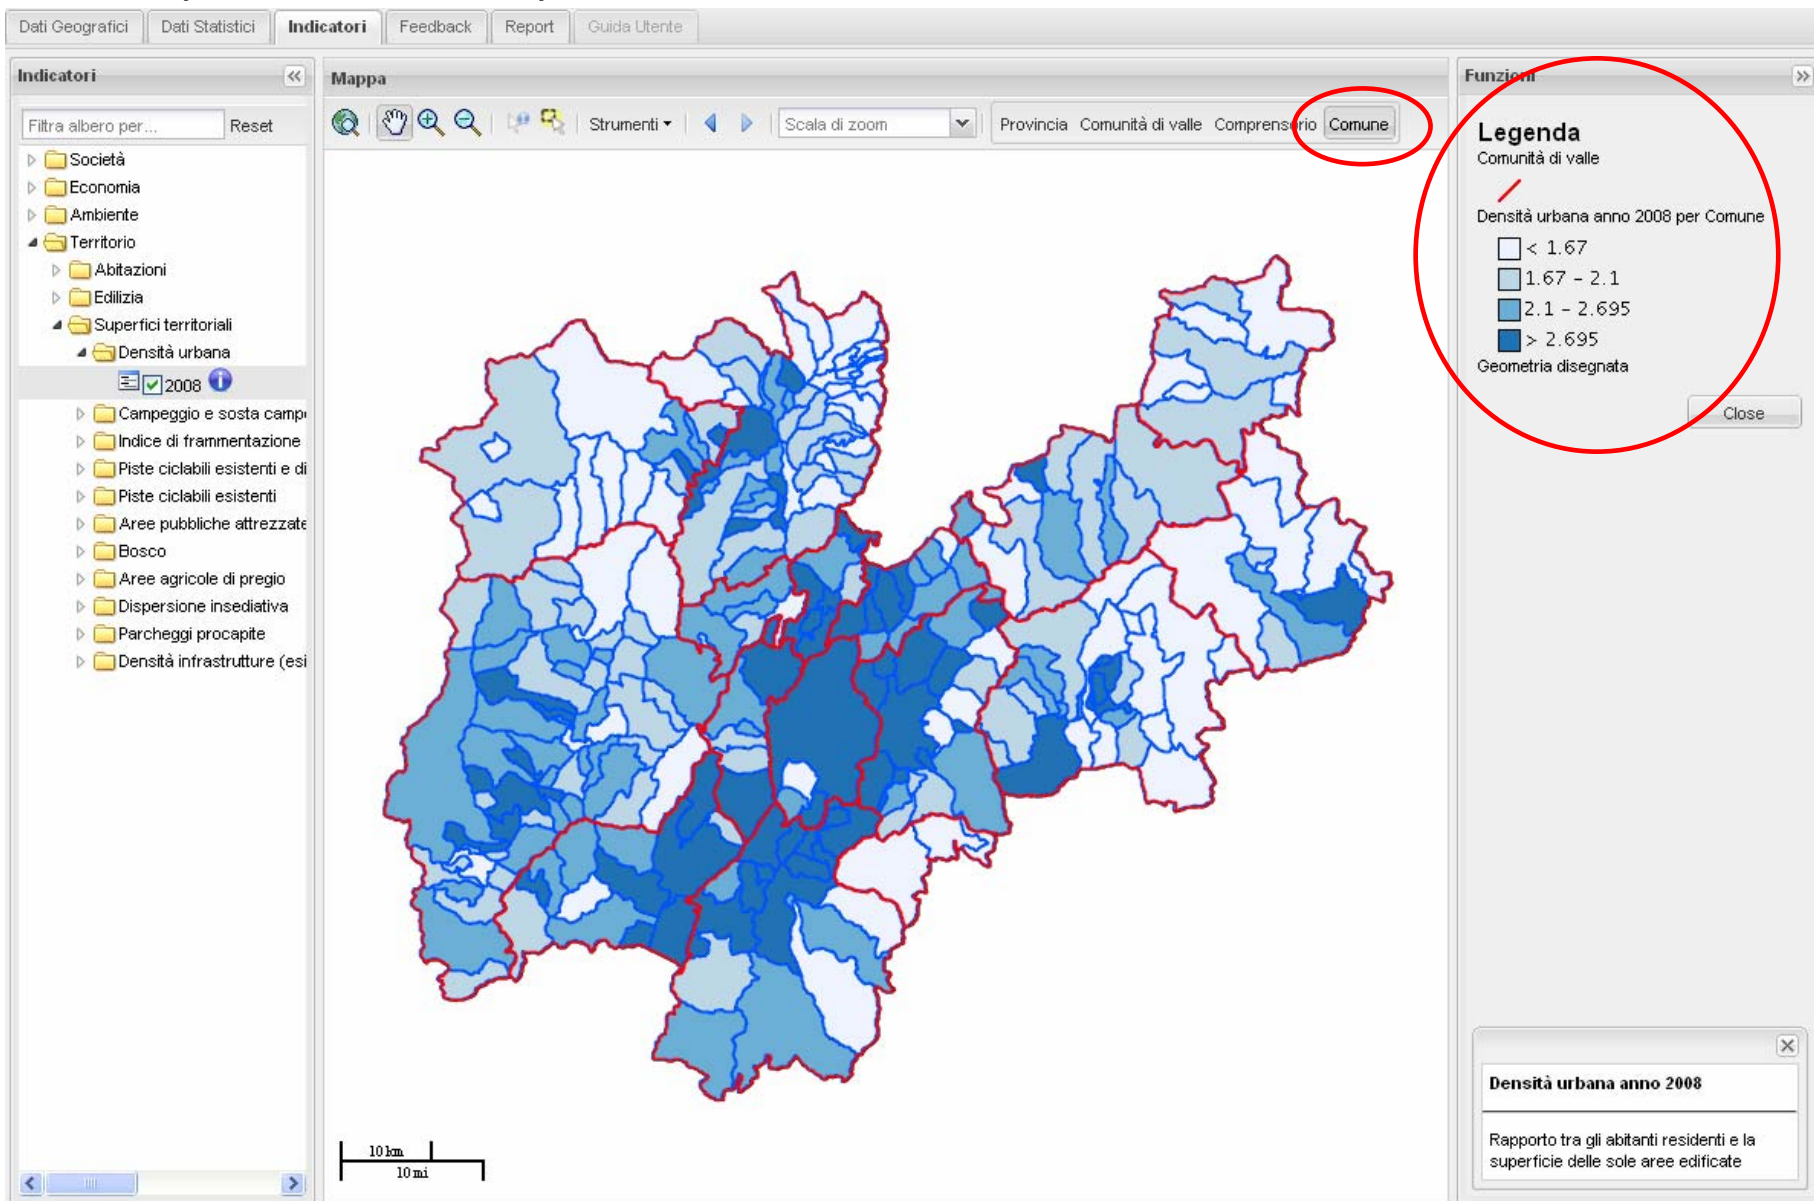 Dati Geografici Dati Statistici Indicatori Feedback Report Guida Utente
Indicatori
Filtra albero per... Reset
Società
Economia
Ambiente
Territorio
Abitazioni
Edilizia
Superfici territoriali
Densità urbana
2008
Campeggio e sosta camp
Indice di frammentazione
Piste ciclabili esistenti e di
Piste ciclabili esistenti
Aree pubbliche attrezzate
Bosco
Aree agricole di pregio
Dispersione insediativa
Parcheggi procapite
Densità infrastrutture (esi
Mappa
Strumenti Scala di zoom Provincia Comunità di valle Comprensorio Comune
10 km
10 mi
Funzioni
Legenda
Comunità di valle
Densità urbana anno 2008 per Comune
< 1.67
1.67 - 2.1
2.1 - 2.695
> 2.695
Geometria disegnata
Close
Densità urbana anno 2008
Rapporto tra gli abitanti residenti e la
superficie delle sole aree edificate